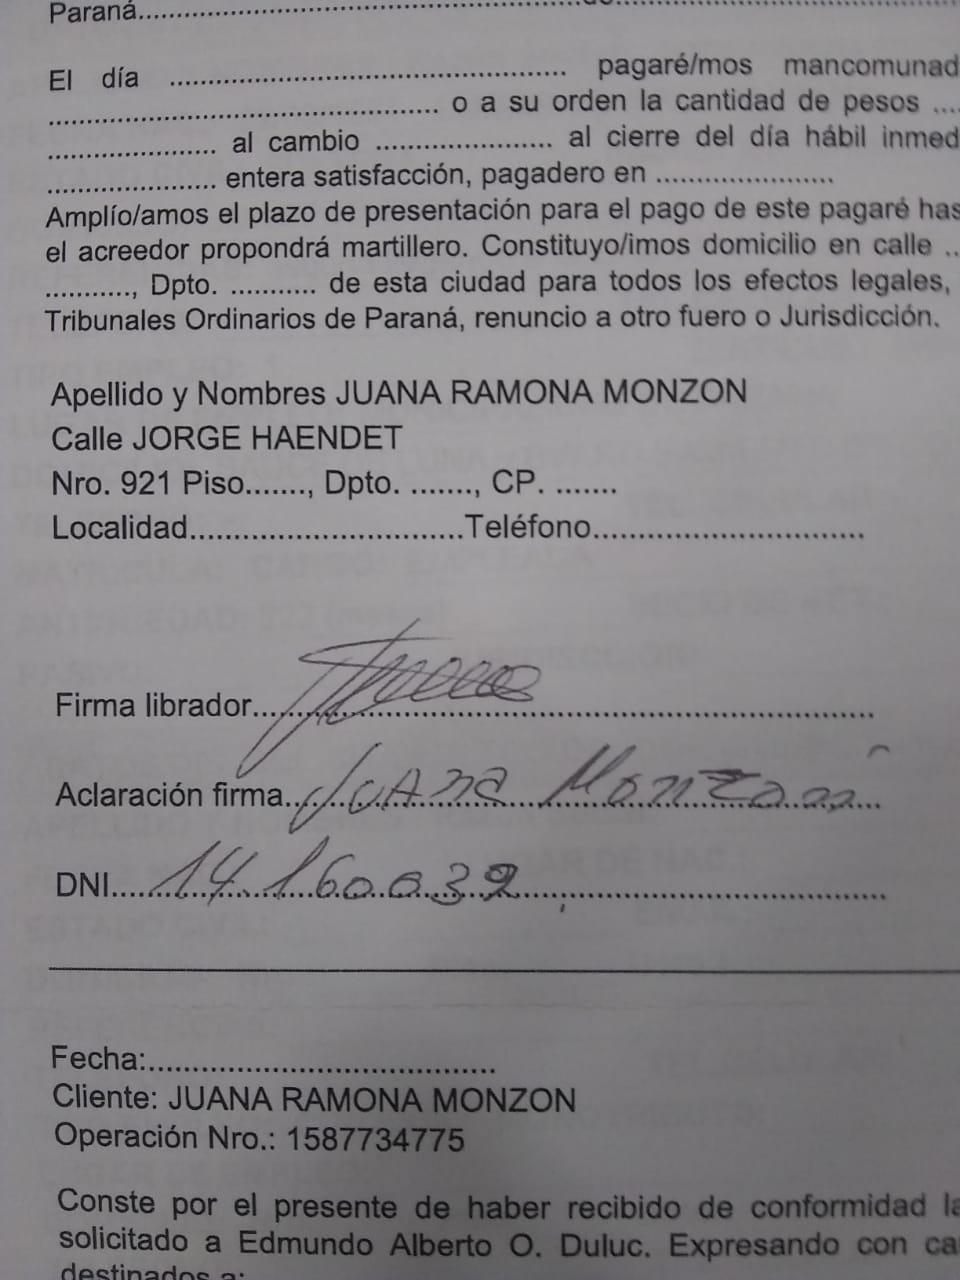 Paraná..............................................................
El día ............................................. pagaré/mos mancomunad
............................................. o a su orden la cantidad de pesos ....
.................... al cambio ..................... al cierre del día hábil inmed
.................... entera satisfacción, pagadero en ......................
Amplío/amos el plazo de presentación para el pago de este pagaré has
el acreedor propondrá martillero. Constituyo/imos domicilio en calle ..
..........., Dpto. ........... de esta ciudad para todos los efectos legales,
Tribunales Ordinarios de Paraná, renuncio a otro fuero o Jurisdicción.
Apellido y Nombres JUANA RAMONA MONZON
Calle JORGE HAENDET
Nro. 921 Piso......., Dpto. ......., CP. .......
Localidad...............................Teléfono...............................
Firma librador.......................................................................
Aclaración firma. Juana Monzon
DNI 14160039
Fecha:.......................................
Cliente: JUANA RAMONA MONZON
Operación Nro.: 1587734775
Conste por el presente de haber recibido de conformidad la
solicitado a Edmundo Alberto O. Duluc. Expresando con ca
destinados a: